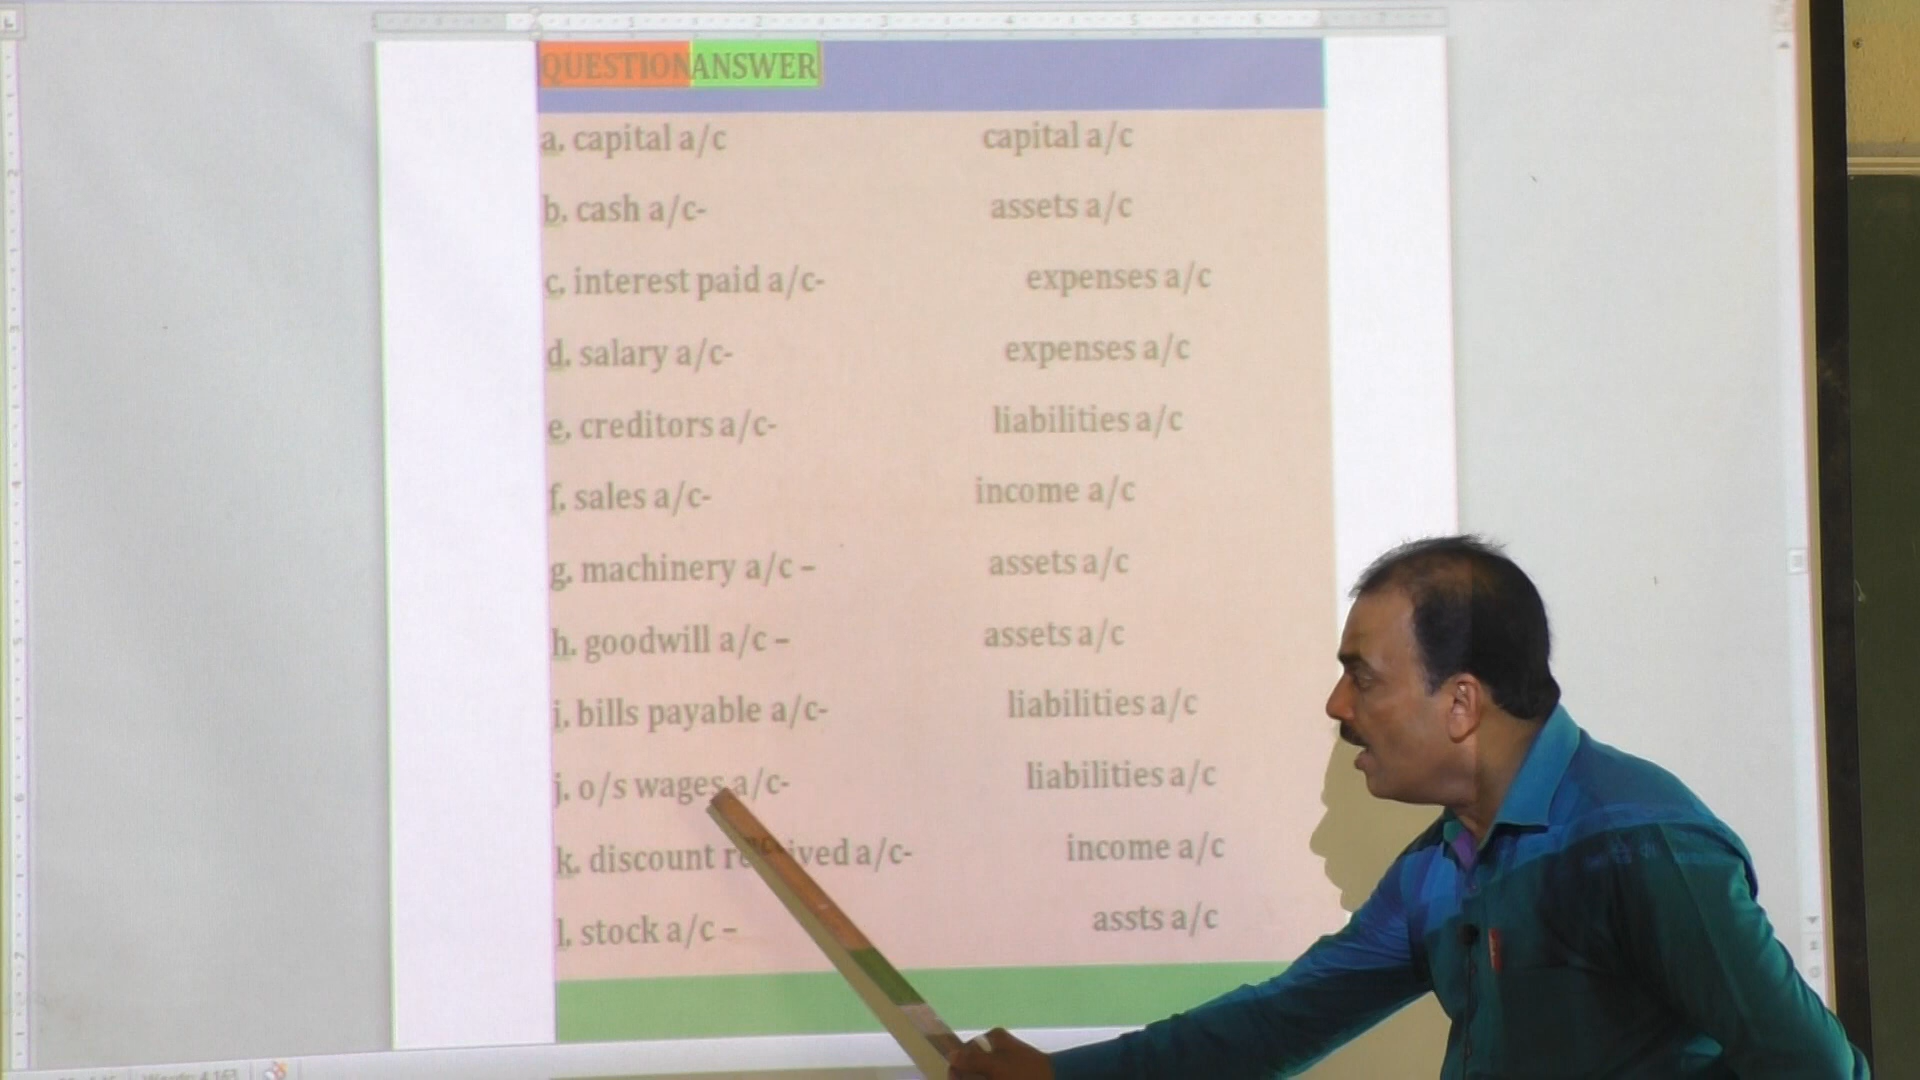 QUESTIONANSWER
a. capital a/c capital a/c
b. cash a/c- assets a/c
c. interest paid a/c- expenses a/c
d. salary a/c- expenses a/c
e. creditors a/c- liabilities a/c
f. sales a/c- income a/c
g. machinery a/c – assets a/c
h. goodwill a/c – assets a/c
i. bills payable a/c- liabilities a/c
j. o/s wages a/c- liabilities a/c
k. discount received a/c- income a/c
l. stock a/c – assts a/c